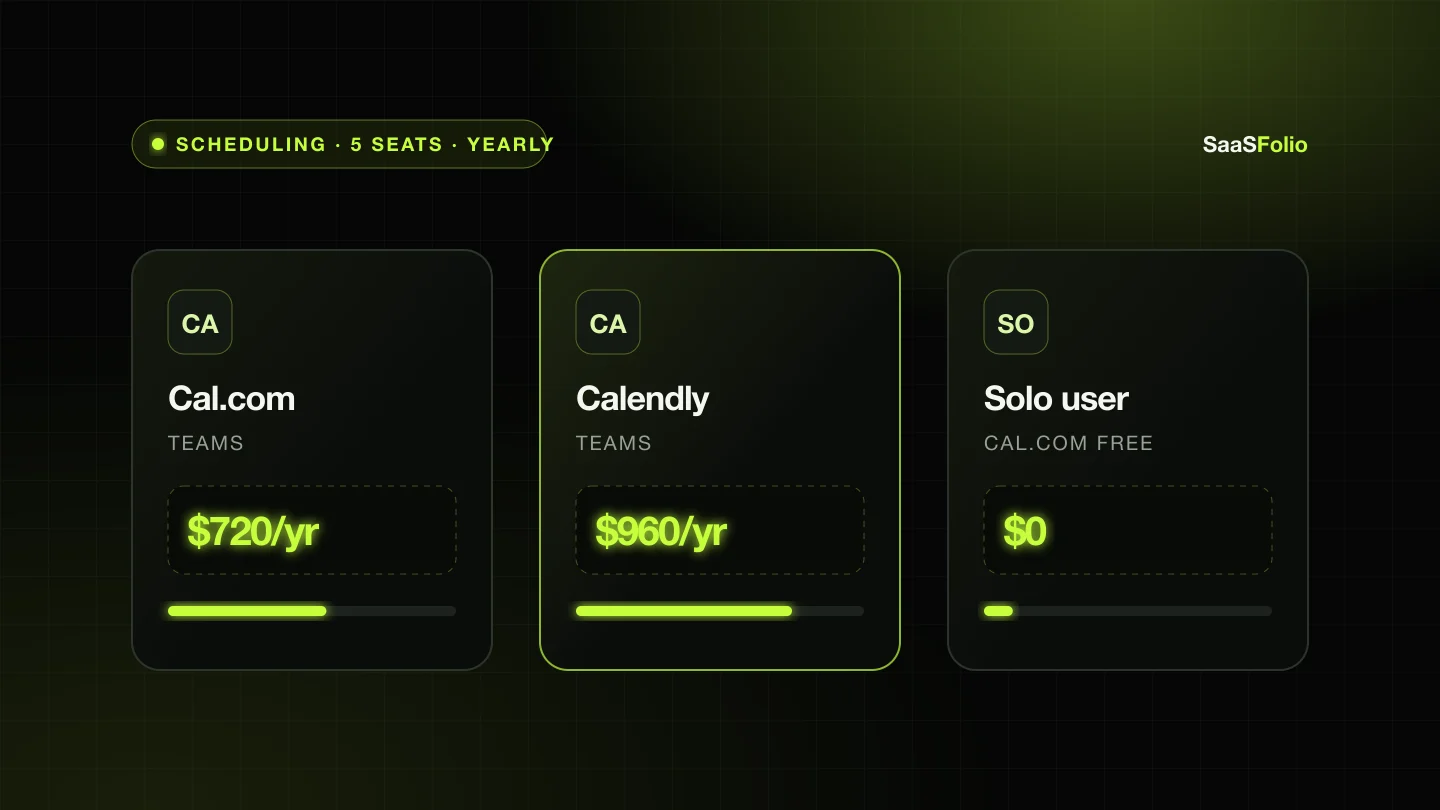 SCHEDULING · 5 SEATS · YEARLY
SaaSFolio
CA
Cal.com
TEAMS
$720/yr
CA
Calendly
TEAMS
$960/yr
SO
Solo user
CAL.COM FREE
$0